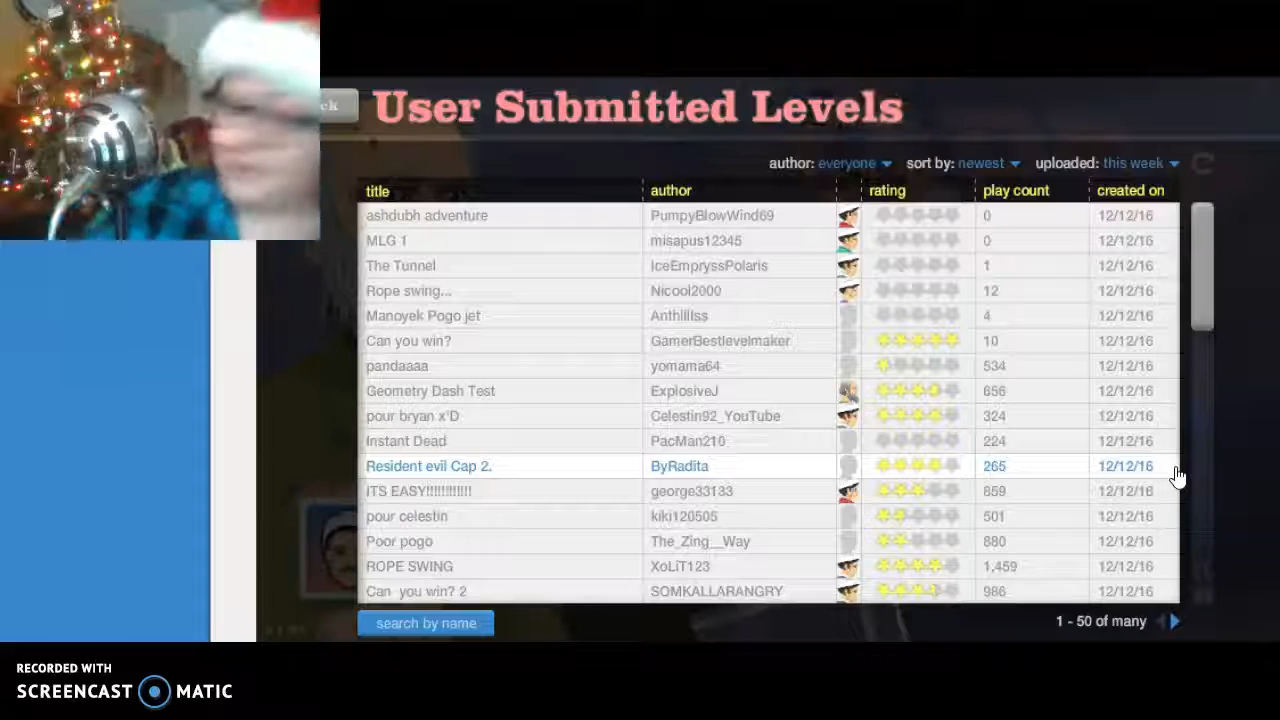 ck
User Submitted Levels
author: everyone sort by: newest uploaded: this week
title author rating play count created on
ashdubh adventure PumpyBlowWind69 0 12/12/16
MLG 1 misapus12345 0 12/12/16
The Tunnel IceEmpryssPolaris 1 12/12/16
Rope swing... Nicool2000 12 12/12/16
Manoyek Pogo jet Anthilllss 4 12/12/16
Can you win? GamerBestlevelmaker 10 12/12/16
pandaaaa yomama64 534 12/12/16
Geometry Dash Test ExplosiveJ 656 12/12/16
pour bryan x'D Celestin92_YouTube 324 12/12/16
Instant Dead PacMan210 224 12/12/16
Resident evil Cap 2. ByRadita 265 12/12/16
ITS EASY!!!!!!!!!!!! george33133 859 12/12/16
pour celestin kiki120505 501 12/12/16
Poor pogo The_Zing__Way 880 12/12/16
ROPE SWING XoLiT123 1,459 12/12/16
Can you win? 2 SOMKALLARANGRY 986 12/12/16
search by name 1 - 50 of many
RECORDED WITH
SCREENCAST MATIC